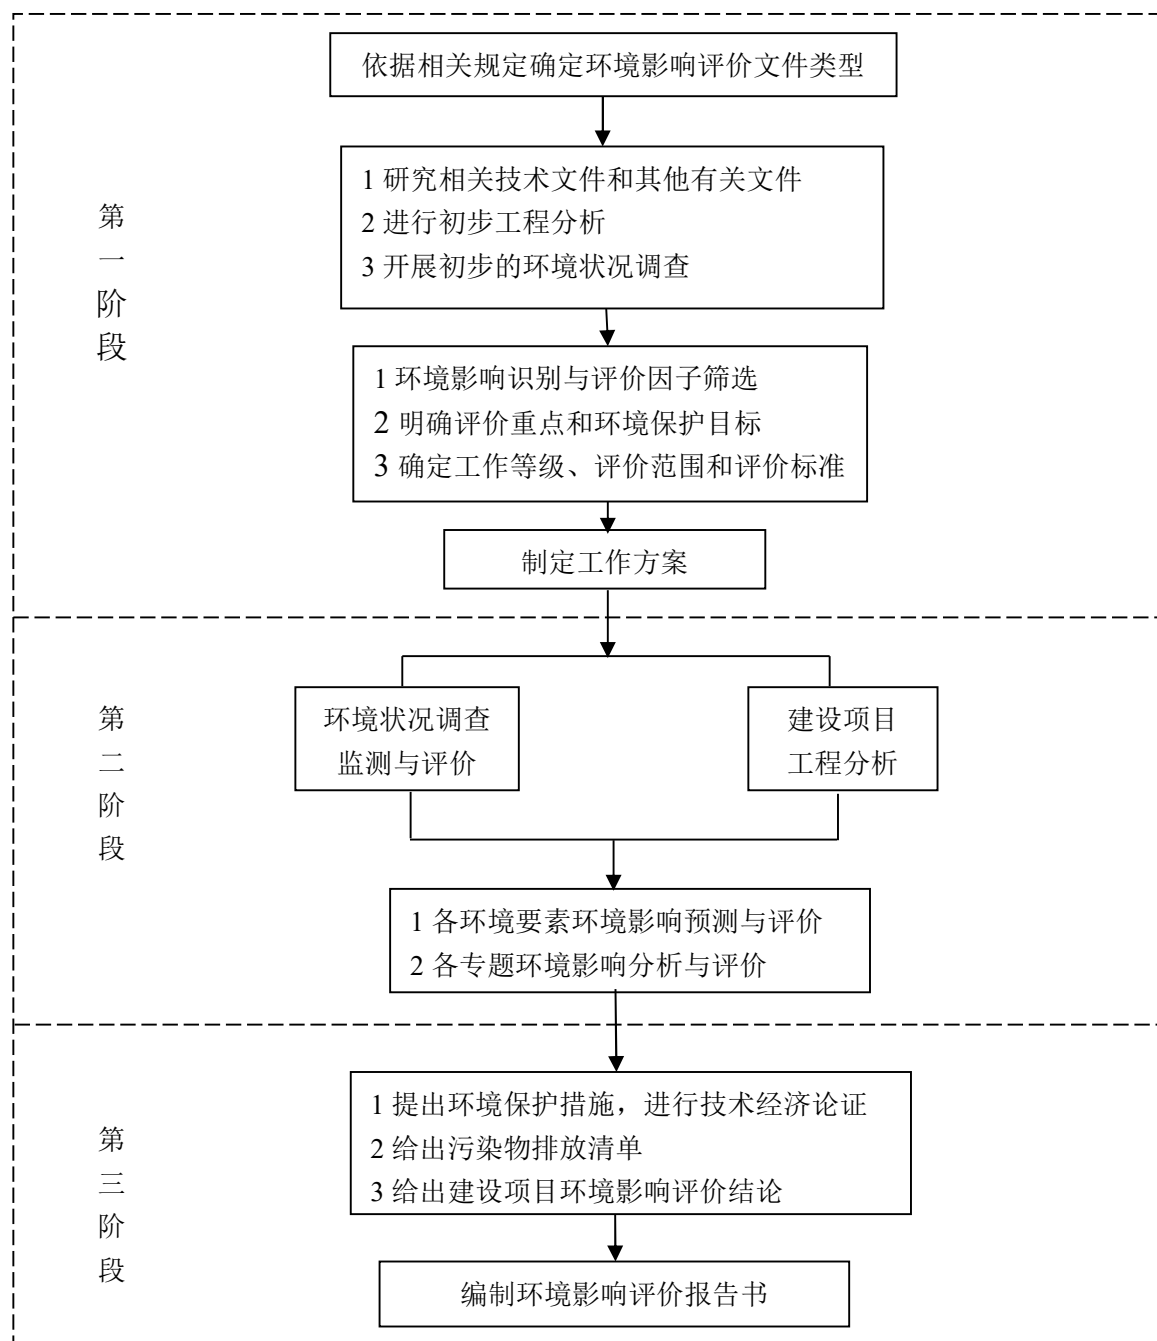 依据相关规定确定环境影响评价文件类型
1 研究相关技术文件和其他有关文件
2 进行初步工程分析
3 开展初步的环境状况调查
第
一
阶
段
1 环境影响识别与评价因子筛选
2 明确评价重点和环境保护目标
3 确定工作等级、评价范围和评价标准
制定工作方案
第
二
阶
段
环境状况调查
监测与评价
建设项目
工程分析
1 各环境要素环境影响预测与评价
2 各专题环境影响分析与评价
第
三
阶
段
1 提出环境保护措施，进行技术经济论证
2 给出污染物排放清单
3 给出建设项目环境影响评价结论
编制环境影响评价报告书